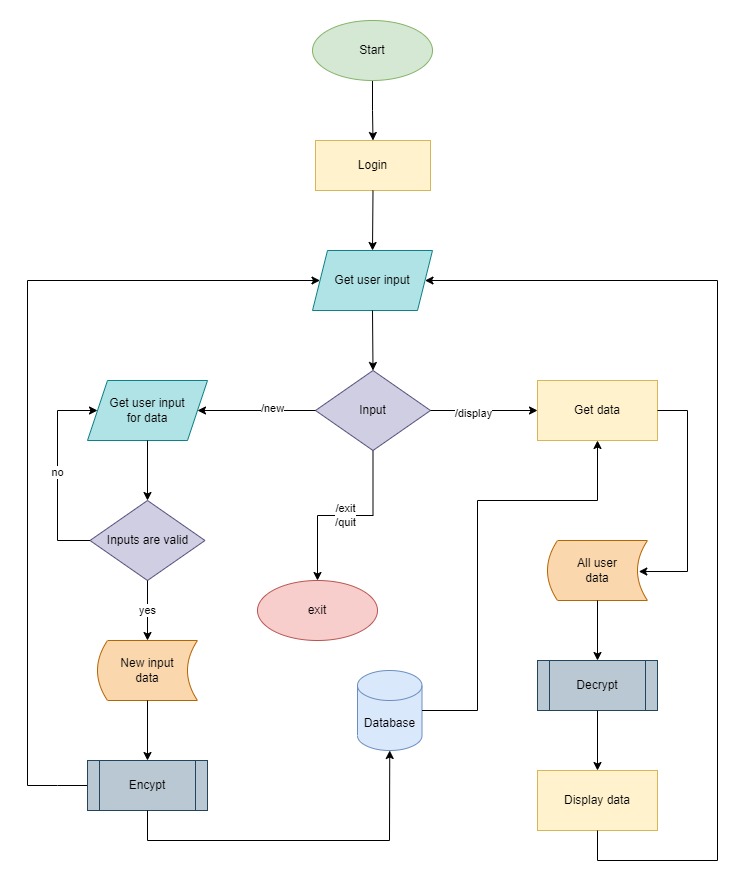 Start
Login
Get user input
Get user input
for data
/new
Input
/display
Get data
no
/exit
/quit
Inputs are valid
All user
data
yes
exit
New input
data
Decrypt
Database
Encypt
Display data